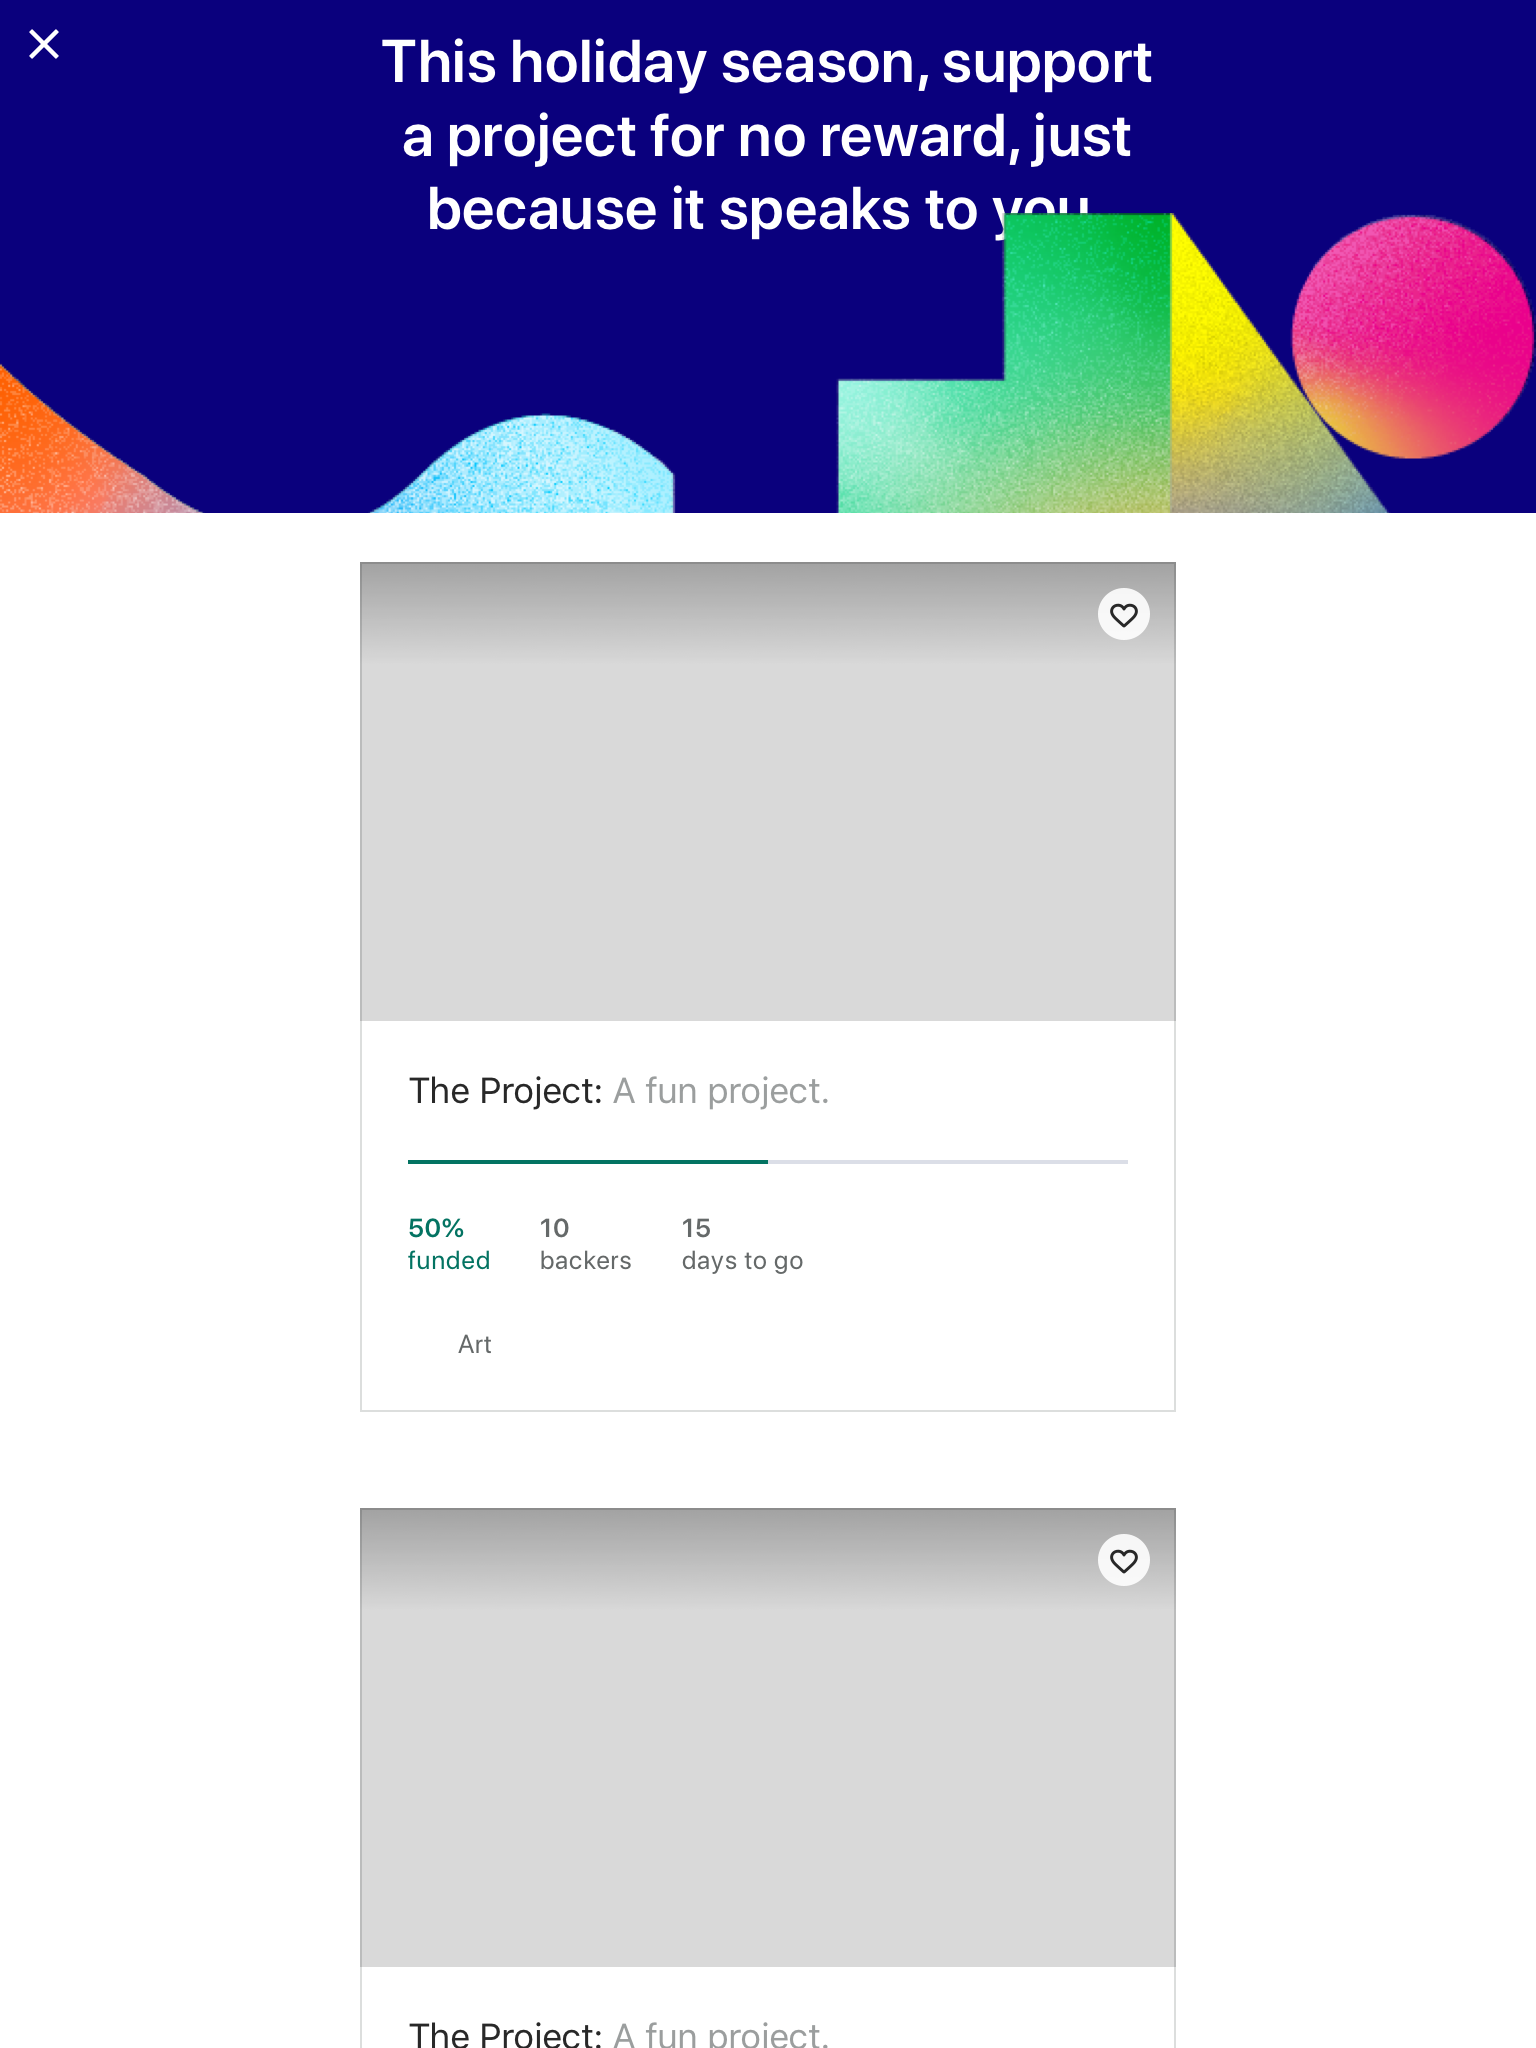 This holiday season, support
a project for no reward, just
because it speaks to you
The Project: A fun project.
50% 10 15
funded backers days to go
Art
The Project: A fun project.